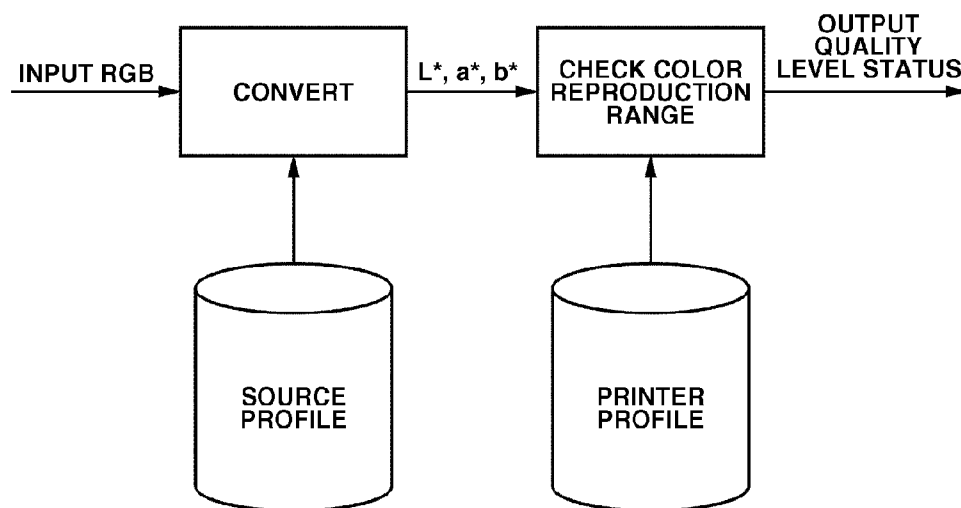 INPUT RGB
CONVERT
L*, a*, b*
CHECK COLOR
REPRODUCTION
RANGE
OUTPUT
QUALITY
LEVEL STATUS
SOURCE
PROFILE
PRINTER
PROFILE